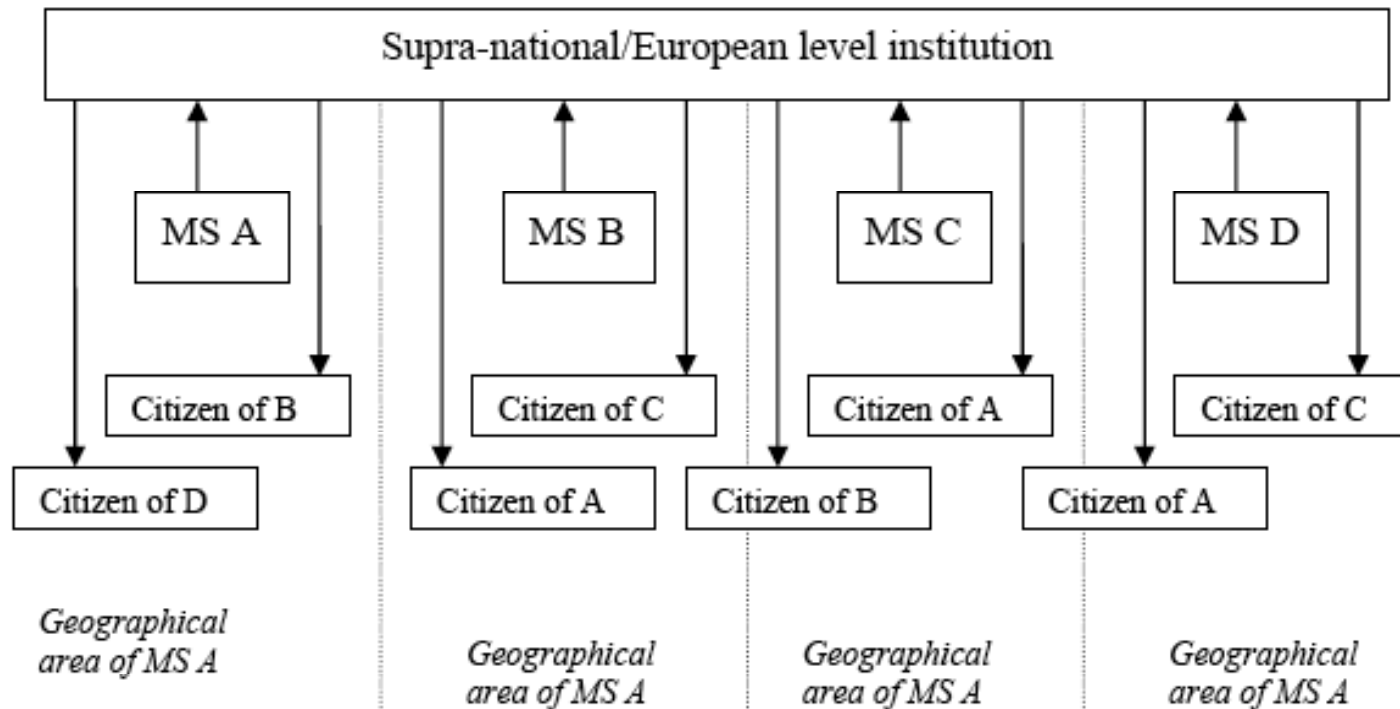 Supra-national/European level institution
MS A
MS B
MS C
MS D
Citizen of B
Citizen of C
Citizen of A
Citizen of C
Citizen of D
Citizen of A
Citizen of B
Citizen of A
Geographical
area of MS A
Geographical
area of MS A
Geographical
area of MS A
Geographical
area of MS A